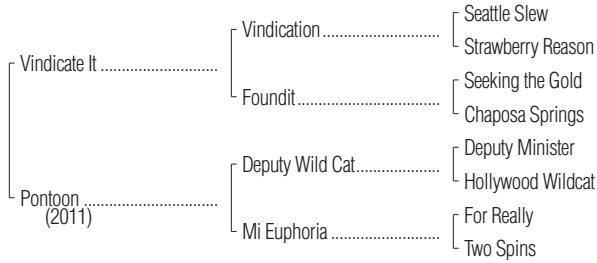 Seattle Slew
Vindication
Strawberry Reason
Vindicate It
Seeking the Gold
Foundit
Chaposa Springs
Deputy Minister
Deputy Wild Cat
Hollywood Wildcat
Pontoon
(2011)
For Really
Mi Euphoria
Two Spins